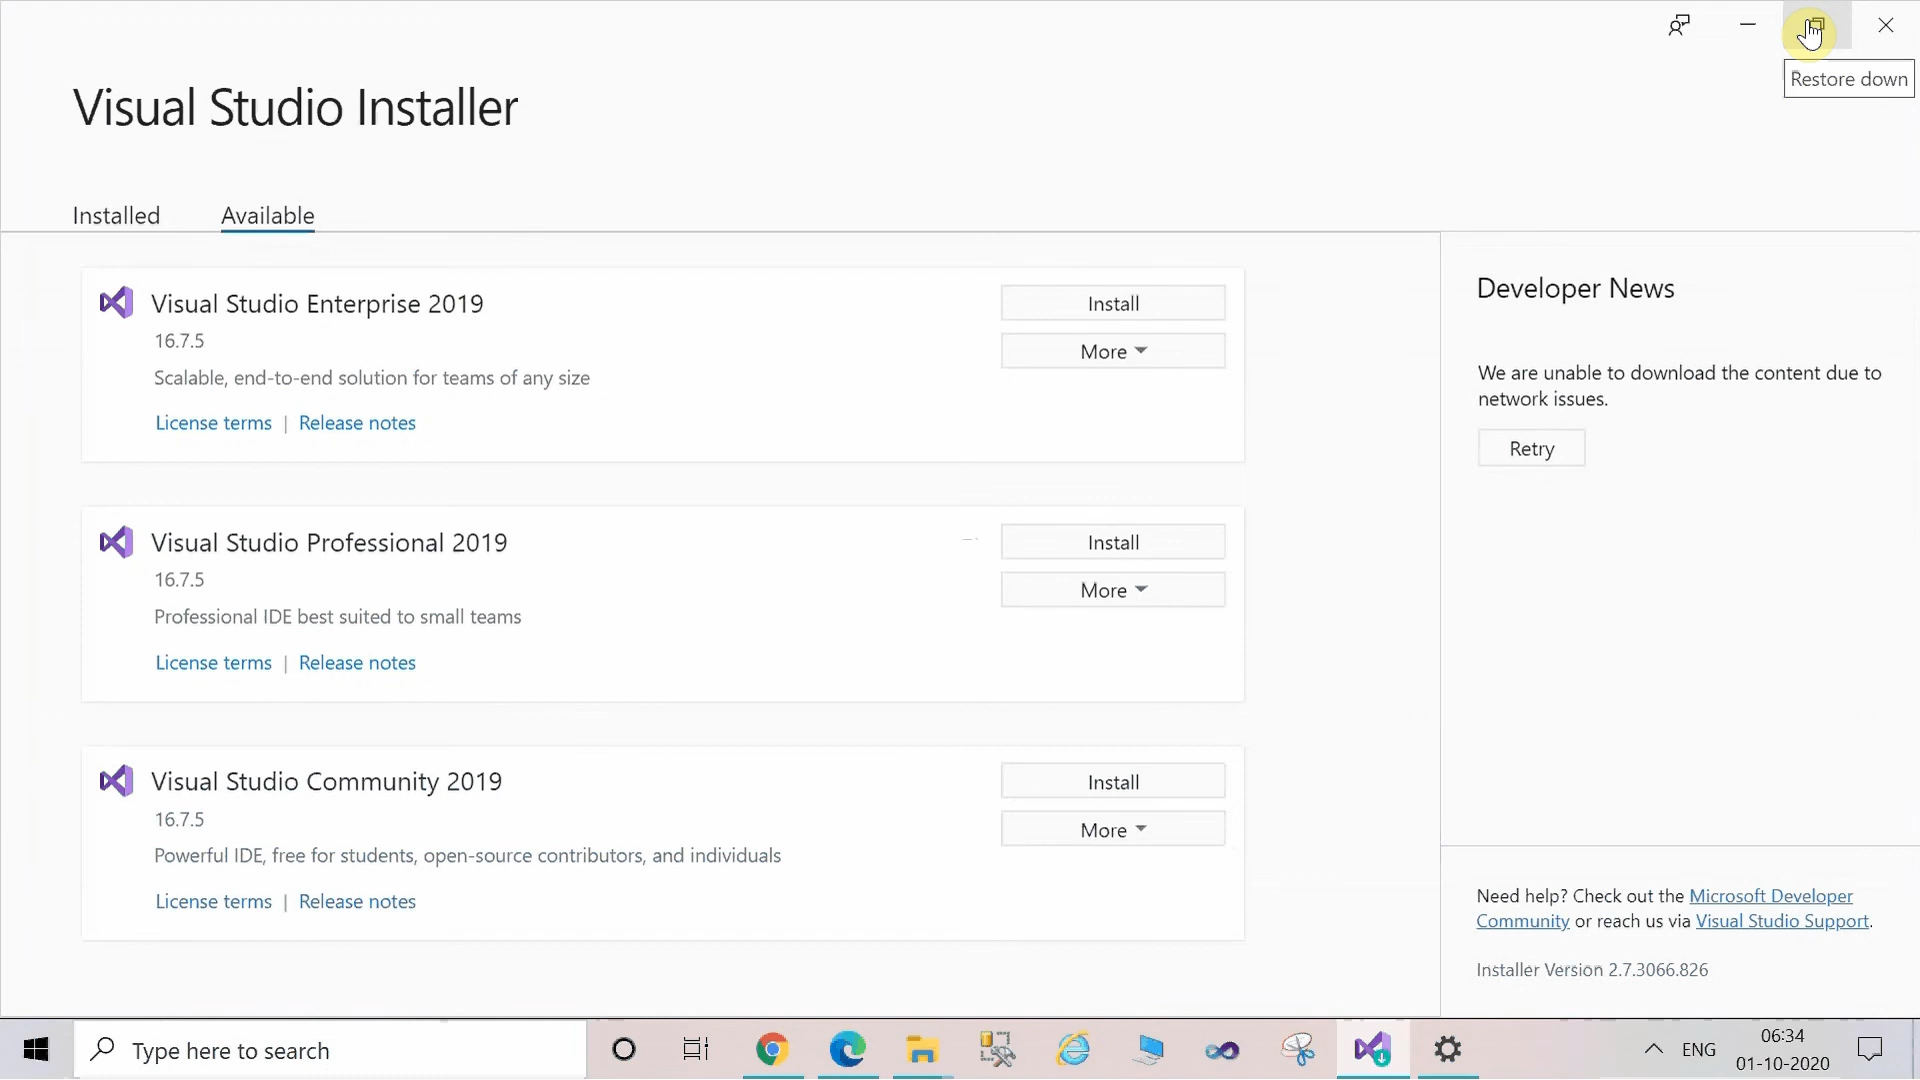 Restore down
Visual Studio Installer
Installed
Available
Visual Studio Enterprise 2019
16.7.5
Scalable, end-to-end solution for teams of any size
License terms | Release notes
Install
More
Visual Studio Professional 2019
16.7.5
Professional IDE best suited to small teams
License terms | Release notes
Install
More
Visual Studio Community 2019
16.7.5
Powerful IDE, free for students, open-source contributors, and individuals
License terms | Release notes
Install
More
Developer News
We are unable to download the content due to
network issues.
Retry
Need help? Check out the Microsoft Developer
Community or reach us via Visual Studio Support.
Installer Version 2.7.3066.826
Type here to search
ENG
06:34
01-10-2020